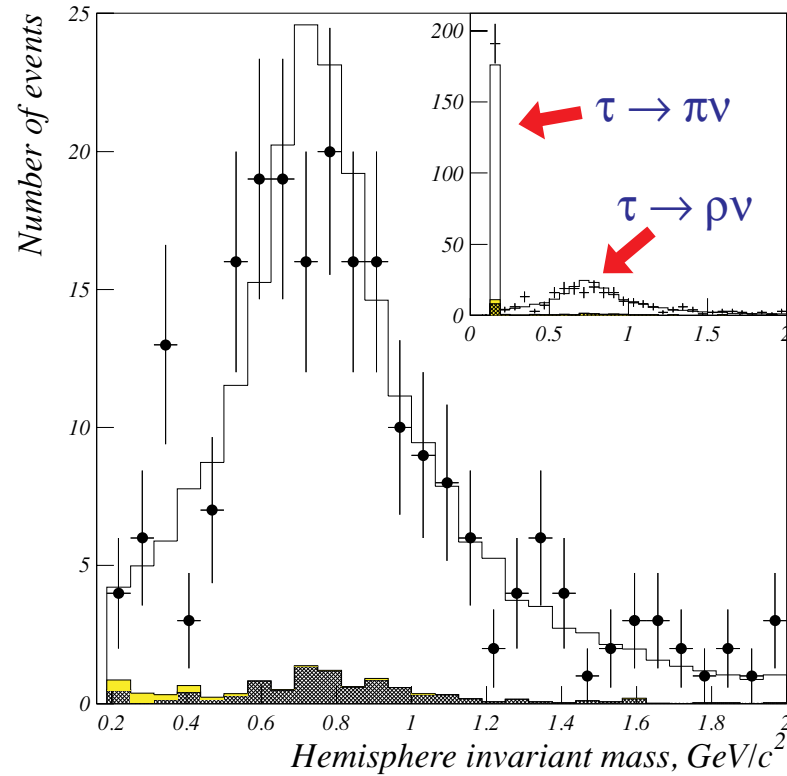 Number of events
25
20
15
10
5
0
0.2 0.4 0.6 0.8 1 1.2 1.4 1.6 1.8 2
Hemisphere invariant mass, GeV/c²
200
150
100
50
0
0 0.5 1 1.5 2
τ → πν
τ → ρν